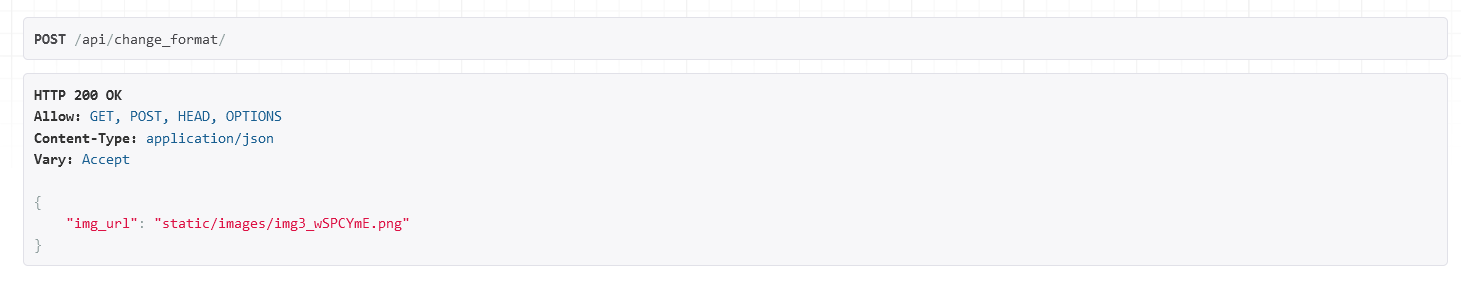 POST /api/change_format/
HTTP 200 OK
Allow: GET, POST, HEAD, OPTIONS
Content-Type: application/json
Vary: Accept
{
    "img_url": "static/images/img3_wSPCYmE.png"
}